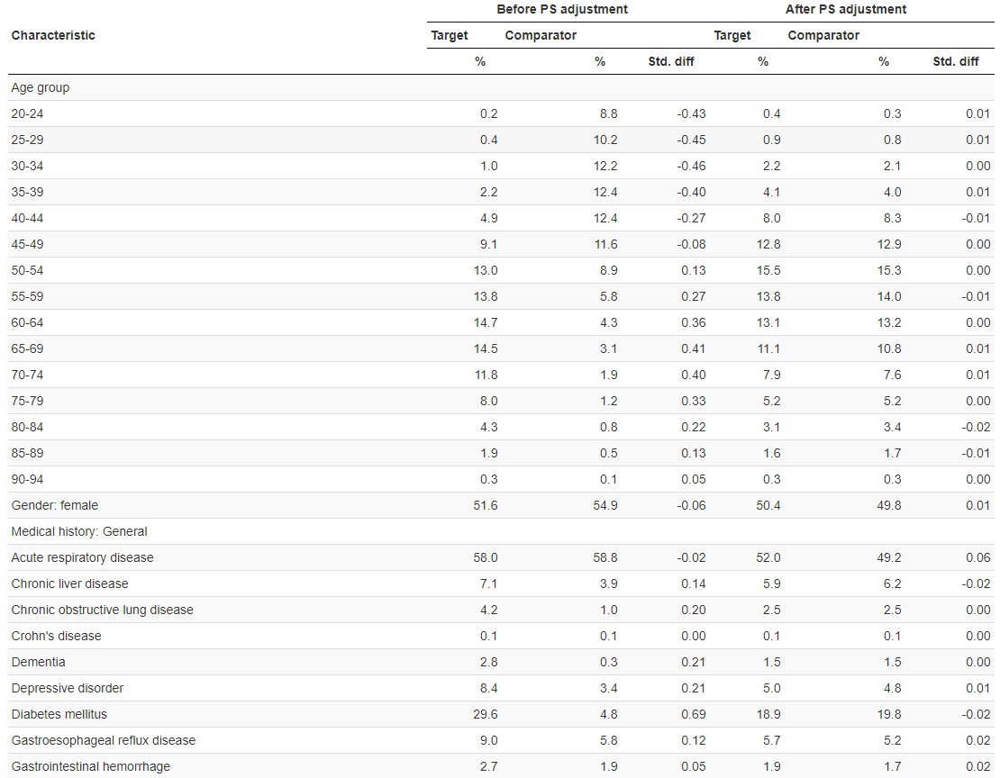 Before PS adjustment After PS adjustment
Characteristic Target Comparator Target Comparator
% % Std. diff % % Std. diff
Age group
20-24 0.2 8.8 -0.43 0.4 0.3 0.01
25-29 0.4 10.2 -0.45 0.9 0.8 0.01
30-34 1.0 12.2 -0.46 2.2 2.1 0.00
35-39 2.2 12.4 -0.40 4.1 4.0 0.01
40-44 4.9 12.4 -0.27 8.0 8.3 -0.01
45-49 9.1 11.6 -0.08 12.8 12.9 0.00
50-54 13.0 8.9 0.13 15.5 15.3 0.00
55-59 13.8 5.8 0.27 13.8 14.0 -0.01
60-64 14.7 4.3 0.36 13.1 13.2 0.00
65-69 14.5 3.1 0.41 11.1 10.8 0.01
70-74 11.8 1.9 0.40 7.9 7.6 0.01
75-79 8.0 1.2 0.33 5.2 5.2 0.00
80-84 4.3 0.8 0.22 3.1 3.4 -0.02
85-89 1.9 0.5 0.13 1.6 1.7 -0.01
90-94 0.3 0.1 0.05 0.3 0.3 0.00
Gender: female 51.6 54.9 -0.06 50.4 49.8 0.01
Medical history: General
Acute respiratory disease 58.0 58.8 -0.02 52.0 49.2 0.06
Chronic liver disease 7.1 3.9 0.14 5.9 6.2 -0.02
Chronic obstructive lung disease 4.2 1.0 0.20 2.5 2.5 0.00
Crohn's disease 0.1 0.1 0.00 0.1 0.1 0.00
Dementia 2.8 0.3 0.21 1.5 1.5 0.00
Depressive disorder 8.4 3.4 0.21 5.0 4.8 0.01
Diabetes mellitus 29.6 4.8 0.69 18.9 19.8 -0.02
Gastroesophageal reflux disease 9.0 5.8 0.12 5.7 5.2 0.02
Gastrointestinal hemorrhage 2.7 1.9 0.05 1.9 1.7 0.02